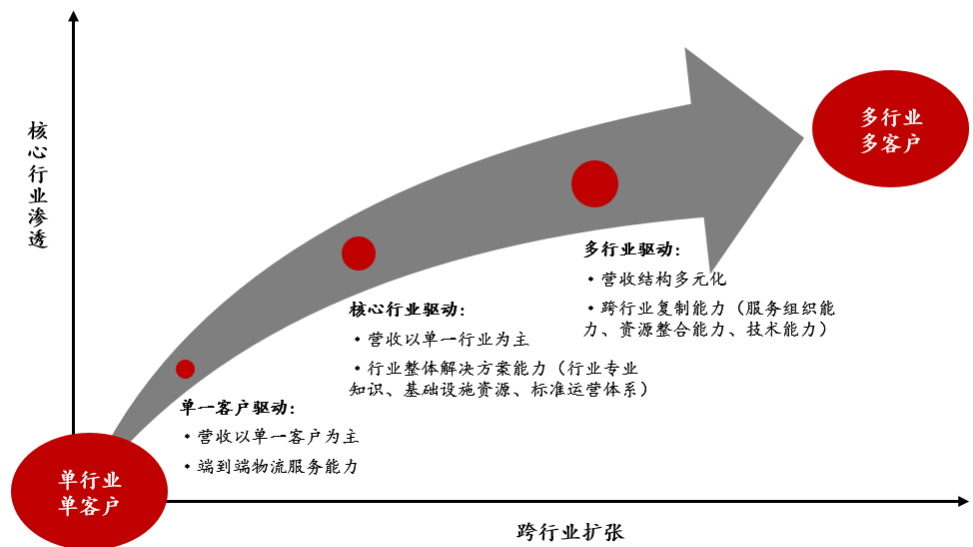 核心行业渗透
多行业
多客户
多行业驱动：
• 营收结构多元化
• 跨行业复制能力（服务组织能
力、资源整合能力、技术能力）
核心行业驱动：
• 营收以单一行业为主
• 行业整体解决方案能力（行业专业
知识、基础设施资源、标准运营体系）
单一客户驱动：
• 营收以单一客户为主
• 端到端物流服务能力
单行业
单客户
跨行业扩张